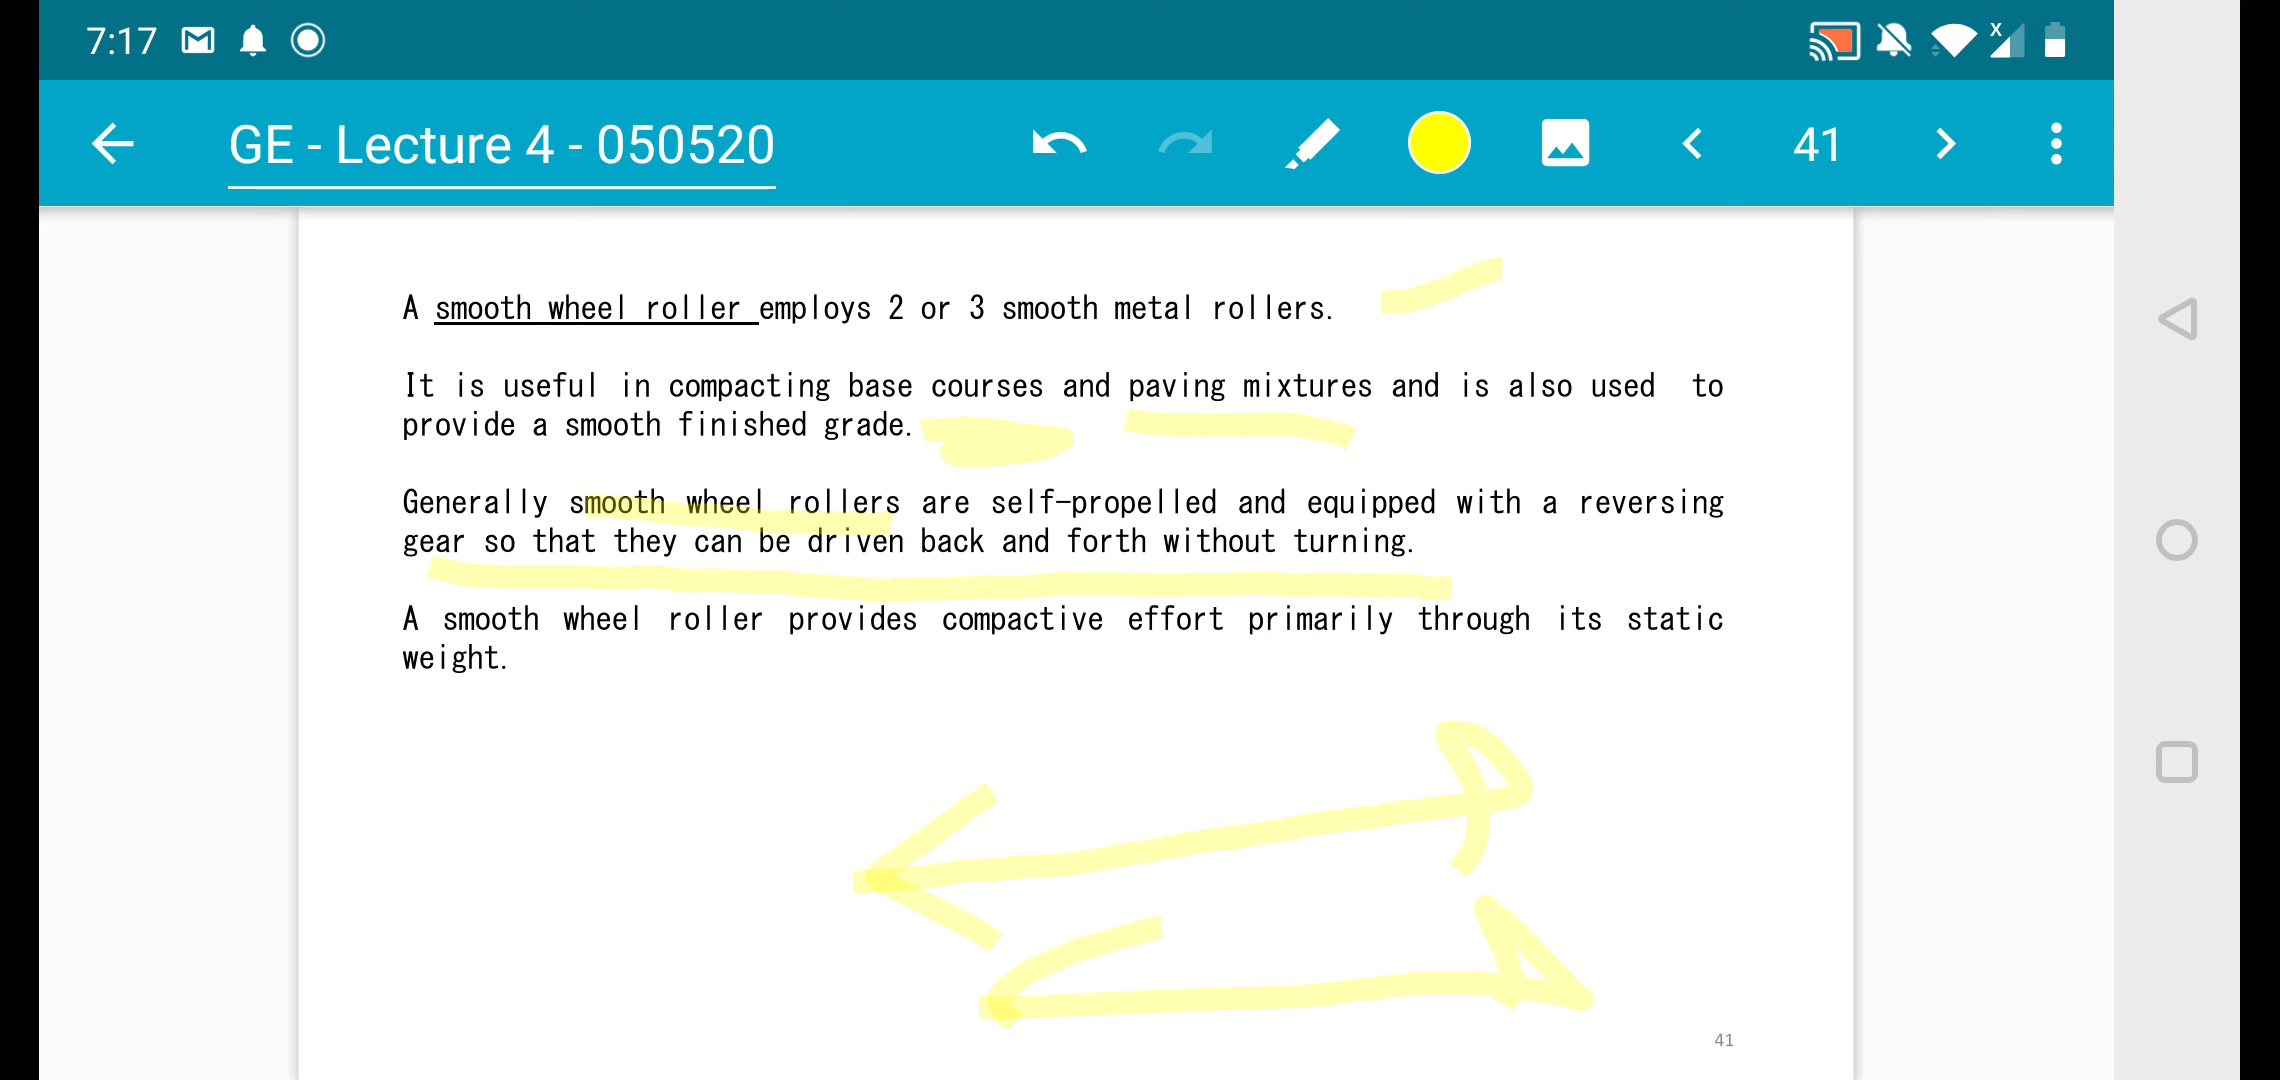 7:17
GE - Lecture 4 - 050520
41
A smooth wheel roller employs 2 or 3 smooth metal rollers.
It is useful in compacting base courses and paving mixtures and is also used to
provide a smooth finished grade.
Generally smooth wheel rollers are self-propelled and equipped with a reversing
gear so that they can be driven back and forth without turning.
A smooth wheel roller provides compactive effort primarily through its static
weight.
41